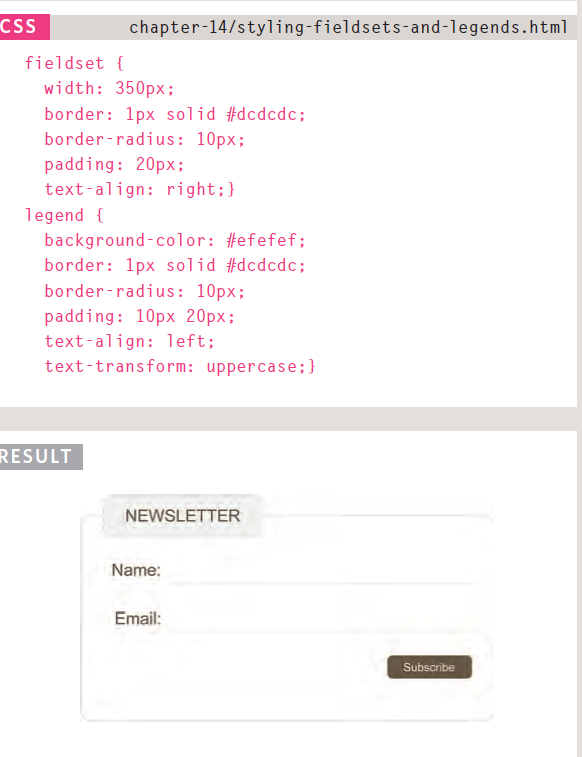 CSS
chapter-14/styling-fieldsets-and-legends.html
fieldset {
width: 350px;
border: 1px solid #dcdcdc;
border-radius: 10px;
padding: 20px;
text-align: right;}
legend {
background-color: #efefef;
border: 1px solid #dcdcdc;
border-radius: 10px;
padding: 10px 20px;
text-align: left;
text-transform: uppercase;}
RESULT
NEWSLETTER
Name:
Email:
Subscribe